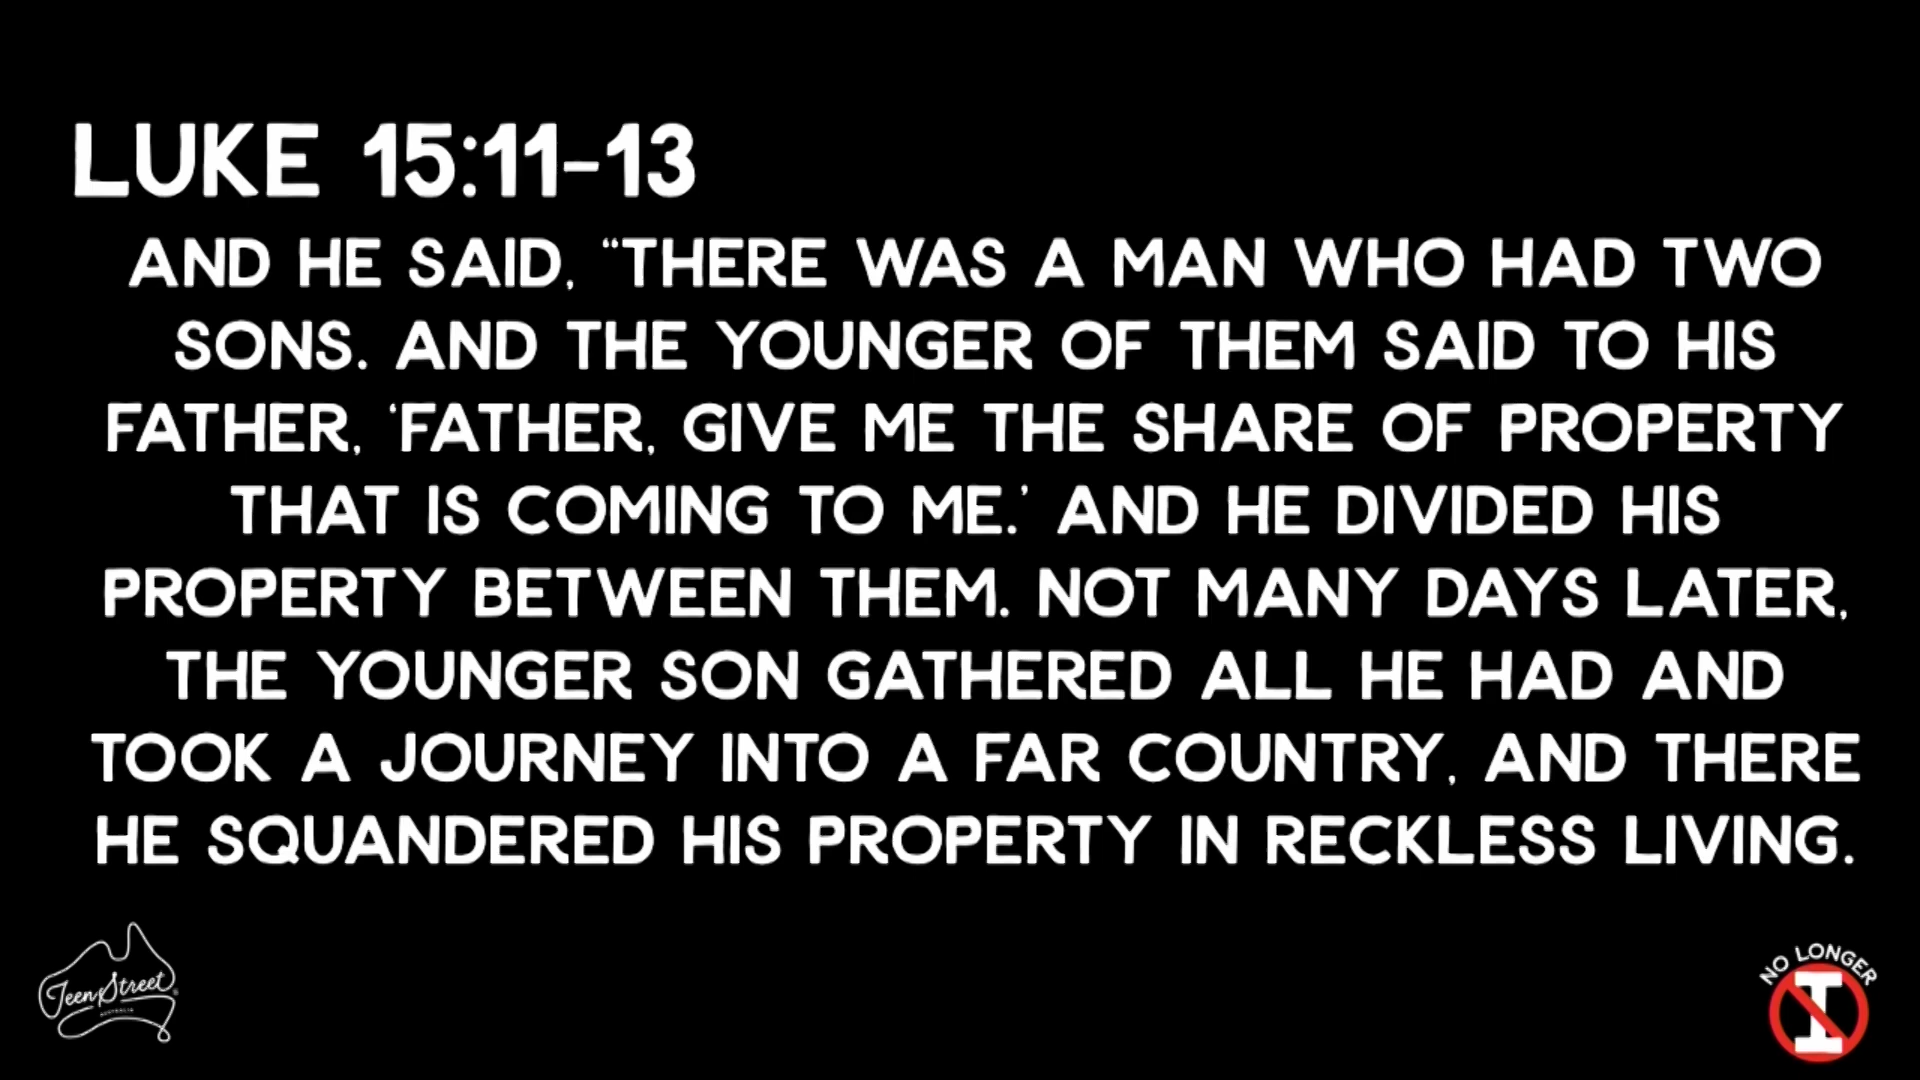 LUKE 15:11-13
AND HE SAID, “THERE WAS A MAN WHO HAD TWO
SONS. AND THE YOUNGER OF THEM SAID TO HIS
FATHER, ‘FATHER, GIVE ME THE SHARE OF PROPERTY
THAT IS COMING TO ME.’ AND HE DIVIDED HIS
PROPERTY BETWEEN THEM. NOT MANY DAYS LATER,
THE YOUNGER SON GATHERED ALL HE HAD AND
TOOK A JOURNEY INTO A FAR COUNTRY, AND THERE
HE SQUANDERED HIS PROPERTY IN RECKLESS LIVING.
TeenStreet
AUSTRALIA
NO LONGER
I